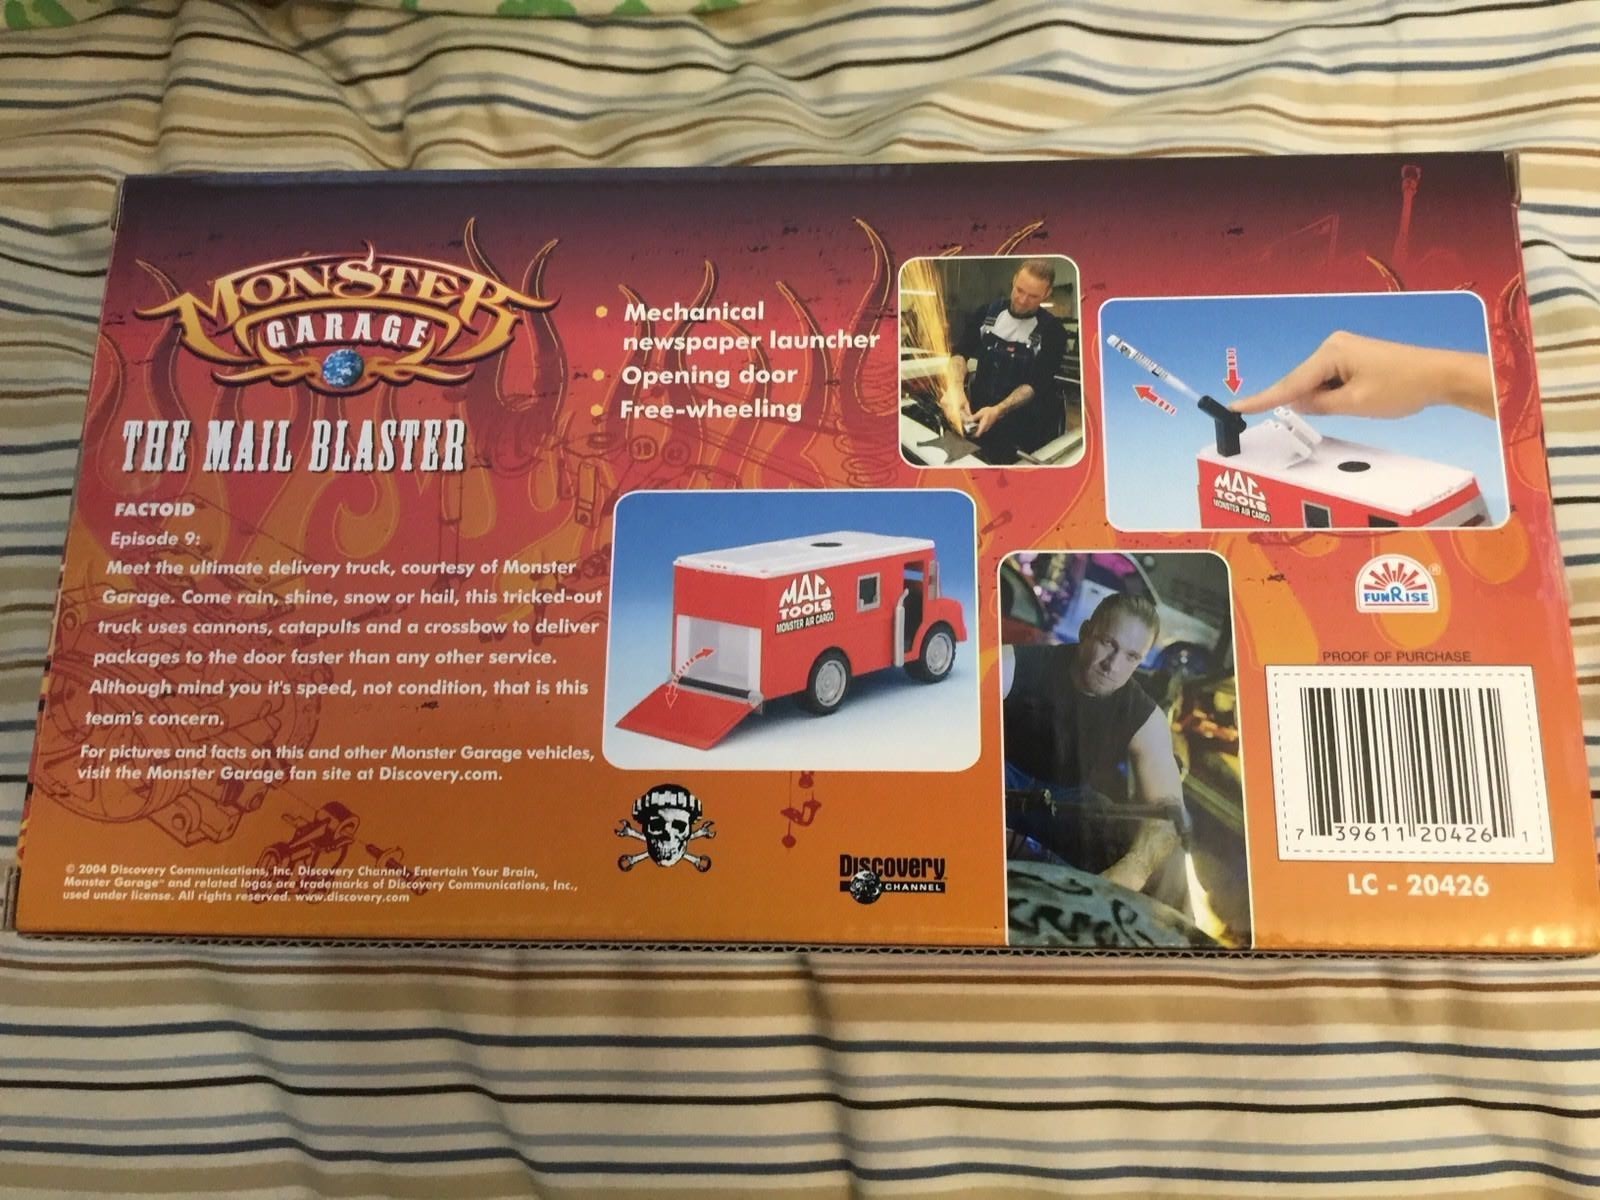 MONSTER
GARAGE
THE MAIL BLASTER
FACTOID
Episode 9:
Meet the ultimate delivery truck, courtesy of Monster
Garage. Come rain, shine, snow or hail, this tricked-out
truck uses cannons, catapults and a crossbow to deliver
packages to the door faster than any other service.
Although mind you it's speed, not condition, that is this
team's concern.
For pictures and facts on this and other Monster Garage vehicles,
visit the Monster Garage fan site at Discovery.com.
© 2004 Discovery Communications, Inc. Discovery Channel, Entertain Your Brain,
Monster Garage™ and related logos are trademarks of Discovery Communications, Inc.,
used under license. All rights reserved. www.discovery.com
• Mechanical
newspaper launcher
• Opening door
• Free-wheeling
MAC
TOOLS
MONSTER AIR CARGO
MAC
TOOLS
MONSTER AIR CARGO
Discovery
CHANNEL
FUNRISE®
PROOF OF PURCHASE
7 39611 20426 1
LC - 20426